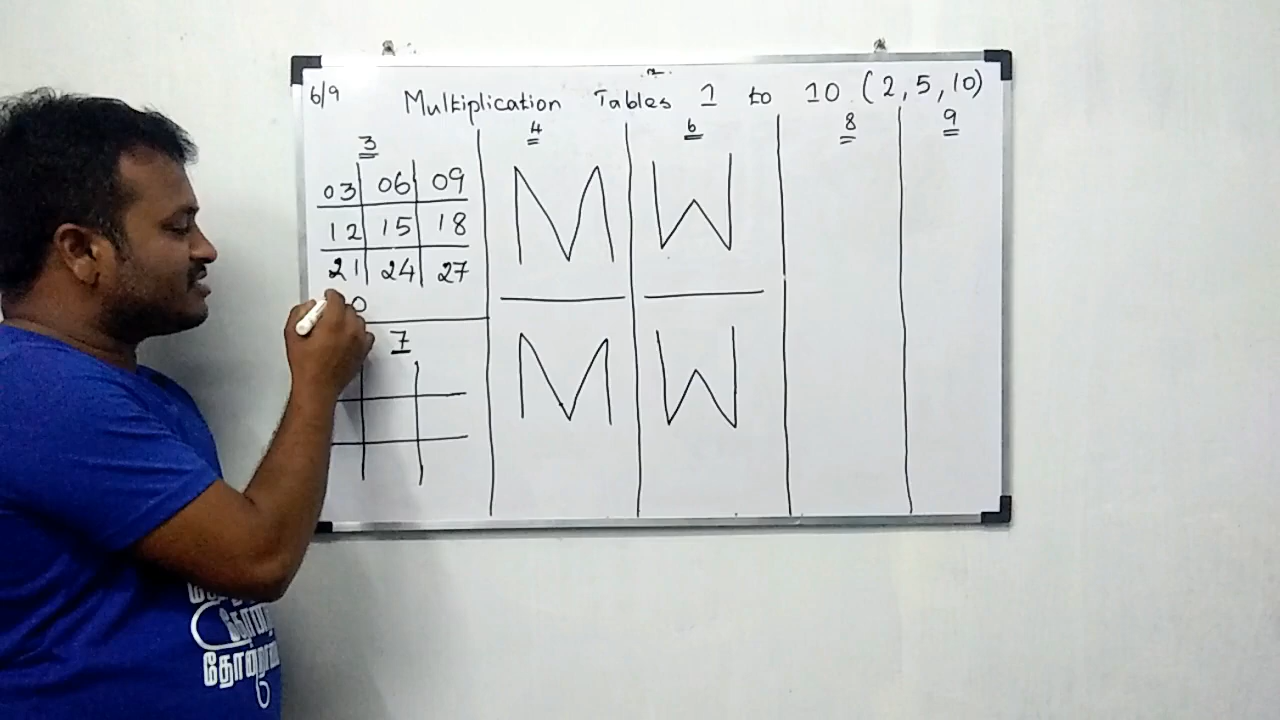 6/9
Multiplication Tables 1 to 10 (2, 5, 10)
3
03 06 09
12 15 18
21 24 27
0
7
4
M
M
6
W
W
8
9
தோன்றா